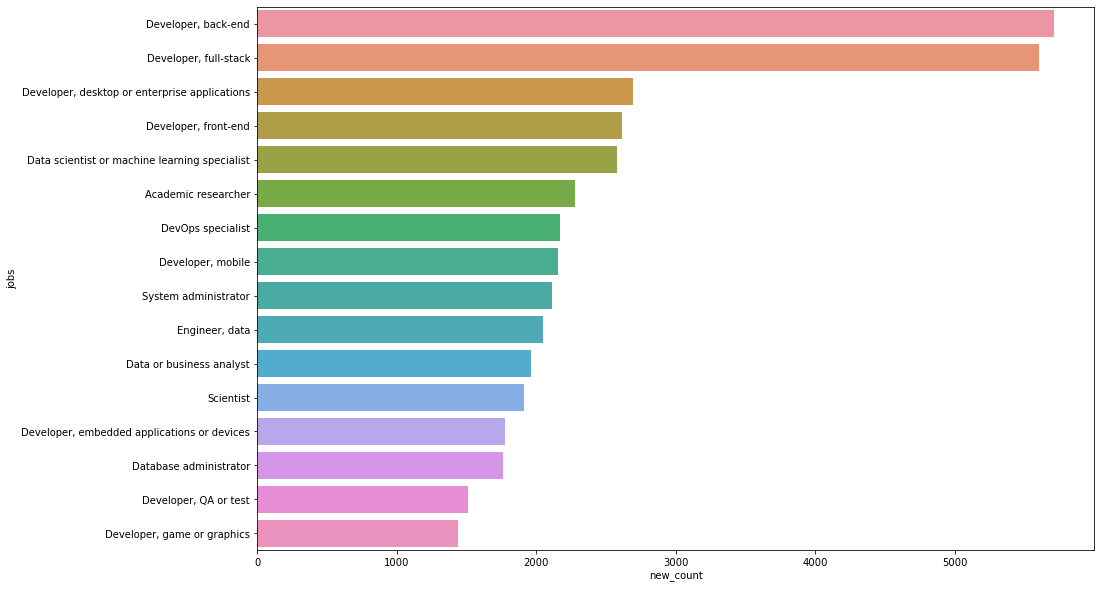 Developer, back-end
Developer, full-stack
Developer, desktop or enterprise applications
Developer, front-end
Data scientist or machine learning specialist
Academic researcher
DevOps specialist
Developer, mobile
System administrator
Engineer, data
Data or business analyst
Scientist
Developer, embedded applications or devices
Database administrator
Developer, QA or test
Developer, game or graphics
jobs
0 1000 2000 3000 4000 5000
new_count